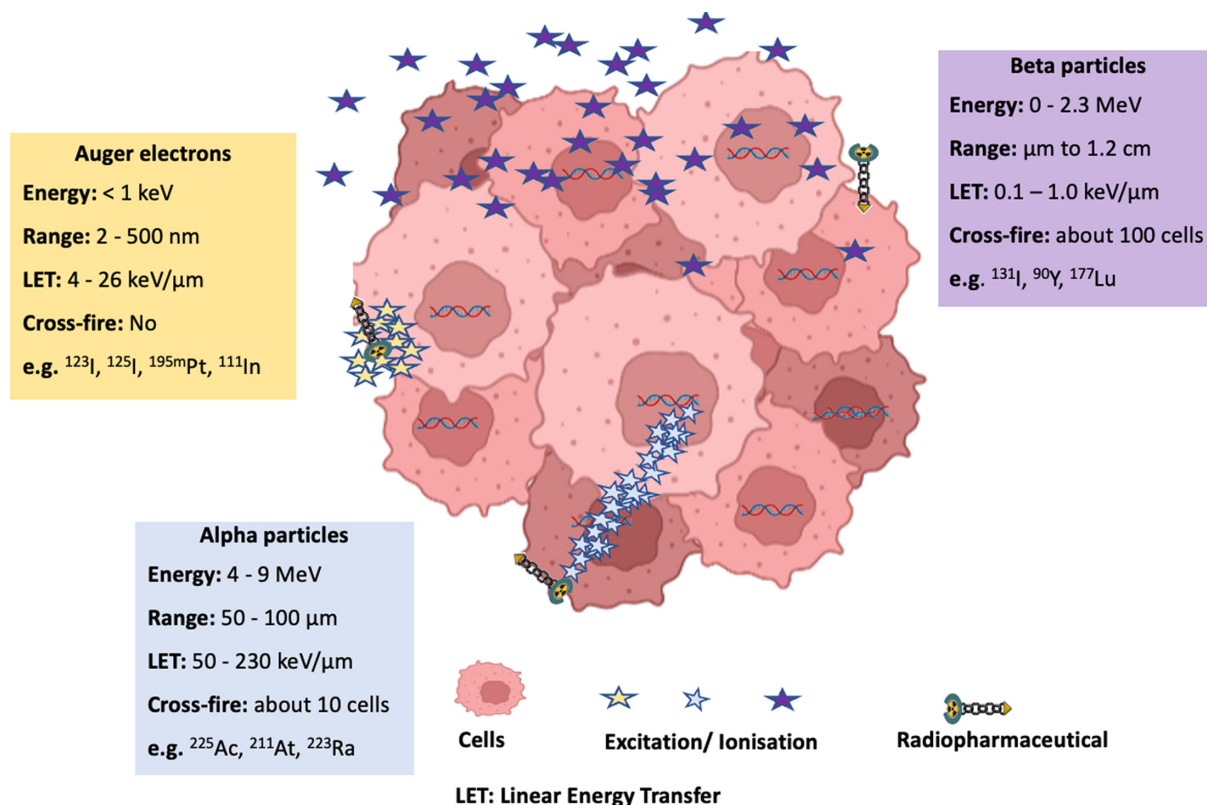 Auger electrons
Energy: < 1 keV
Range: 2 - 500 nm
LET: 4 - 26 keV/μm
Cross-fire: No
e.g. ¹²³I, ¹²⁵I, ¹⁹⁵ᵐPt, ¹¹¹In
Beta particles
Energy: 0 - 2.3 MeV
Range: μm to 1.2 cm
LET: 0.1 – 1.0 keV/μm
Cross-fire: about 100 cells
e.g. ¹³¹I, ⁹⁰Y, ¹⁷⁷Lu
Alpha particles
Energy: 4 - 9 MeV
Range: 50 - 100 μm
LET: 50 - 230 keV/μm
Cross-fire: about 10 cells
e.g. ²²⁵Ac, ²¹¹At, ²²³Ra
Cells
Excitation/ Ionisation
Radiopharmaceutical
LET: Linear Energy Transfer